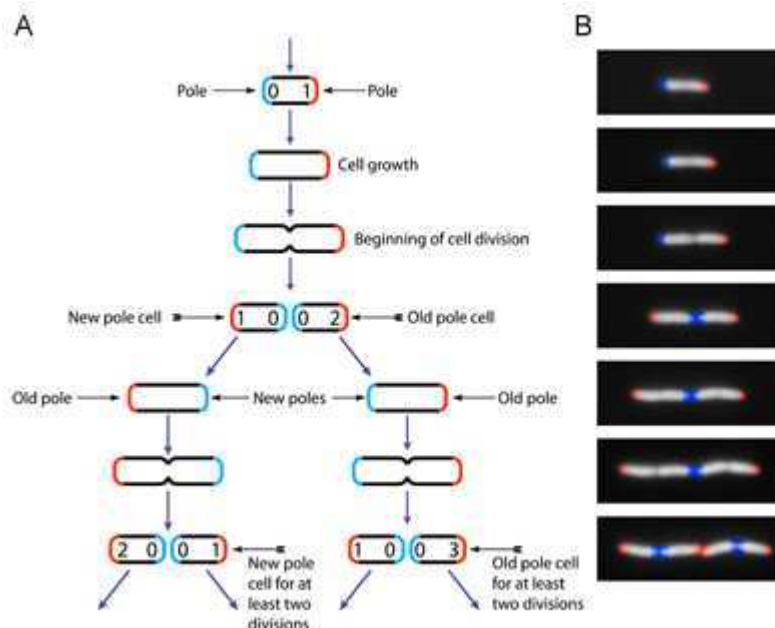 A
B
Pole
0 1
Pole
Cell growth
Beginning of cell division
New pole cell
1 0 0 2
Old pole cell
Old pole
New poles
Old pole
2 0 0 1
1 0 0 3
New pole
cell for at
least two
divisions
Old pole cell
for at least
two divisions